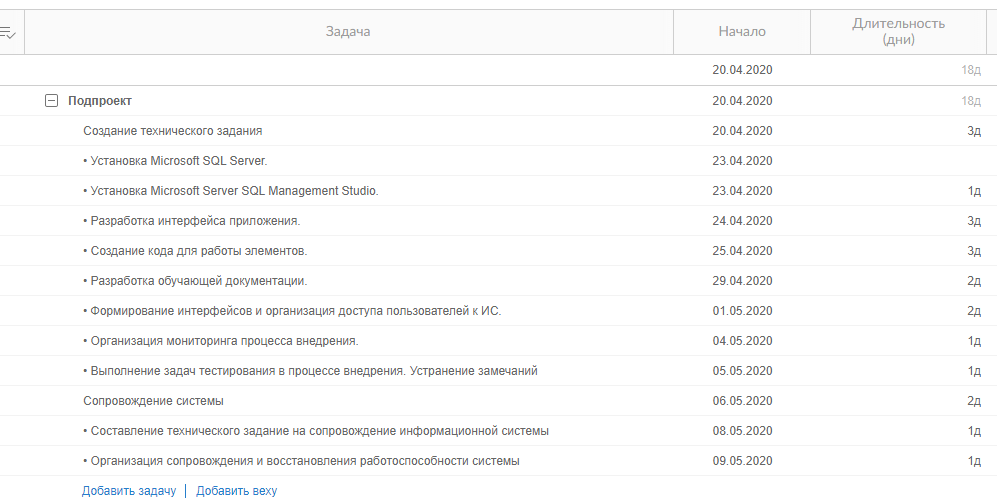 Задача Начало Длительность
(дни)
20.04.2020 18д
Подпроект 20.04.2020 18д
Создание технического задания 20.04.2020 3д
• Установка Microsoft SQL Server. 23.04.2020
• Установка Microsoft Server SQL Management Studio. 23.04.2020 1д
• Разработка интерфейса приложения. 24.04.2020 3д
• Создание кода для работы элементов. 25.04.2020 3д
• Разработка обучающей документации. 29.04.2020 2д
• Формирование интерфейсов и организация доступа пользователей к ИС. 01.05.2020 2д
• Организация мониторинга процесса внедрения. 04.05.2020 1д
• Выполнение задач тестирования в процессе внедрения. Устранение замечаний 05.05.2020 1д
Сопровождение системы 06.05.2020 2д
• Составление технического задание на сопровождение информационной системы 08.05.2020 1д
• Организация сопровождения и восстановления работоспособности системы 09.05.2020 1д
Добавить задачу | Добавить веху